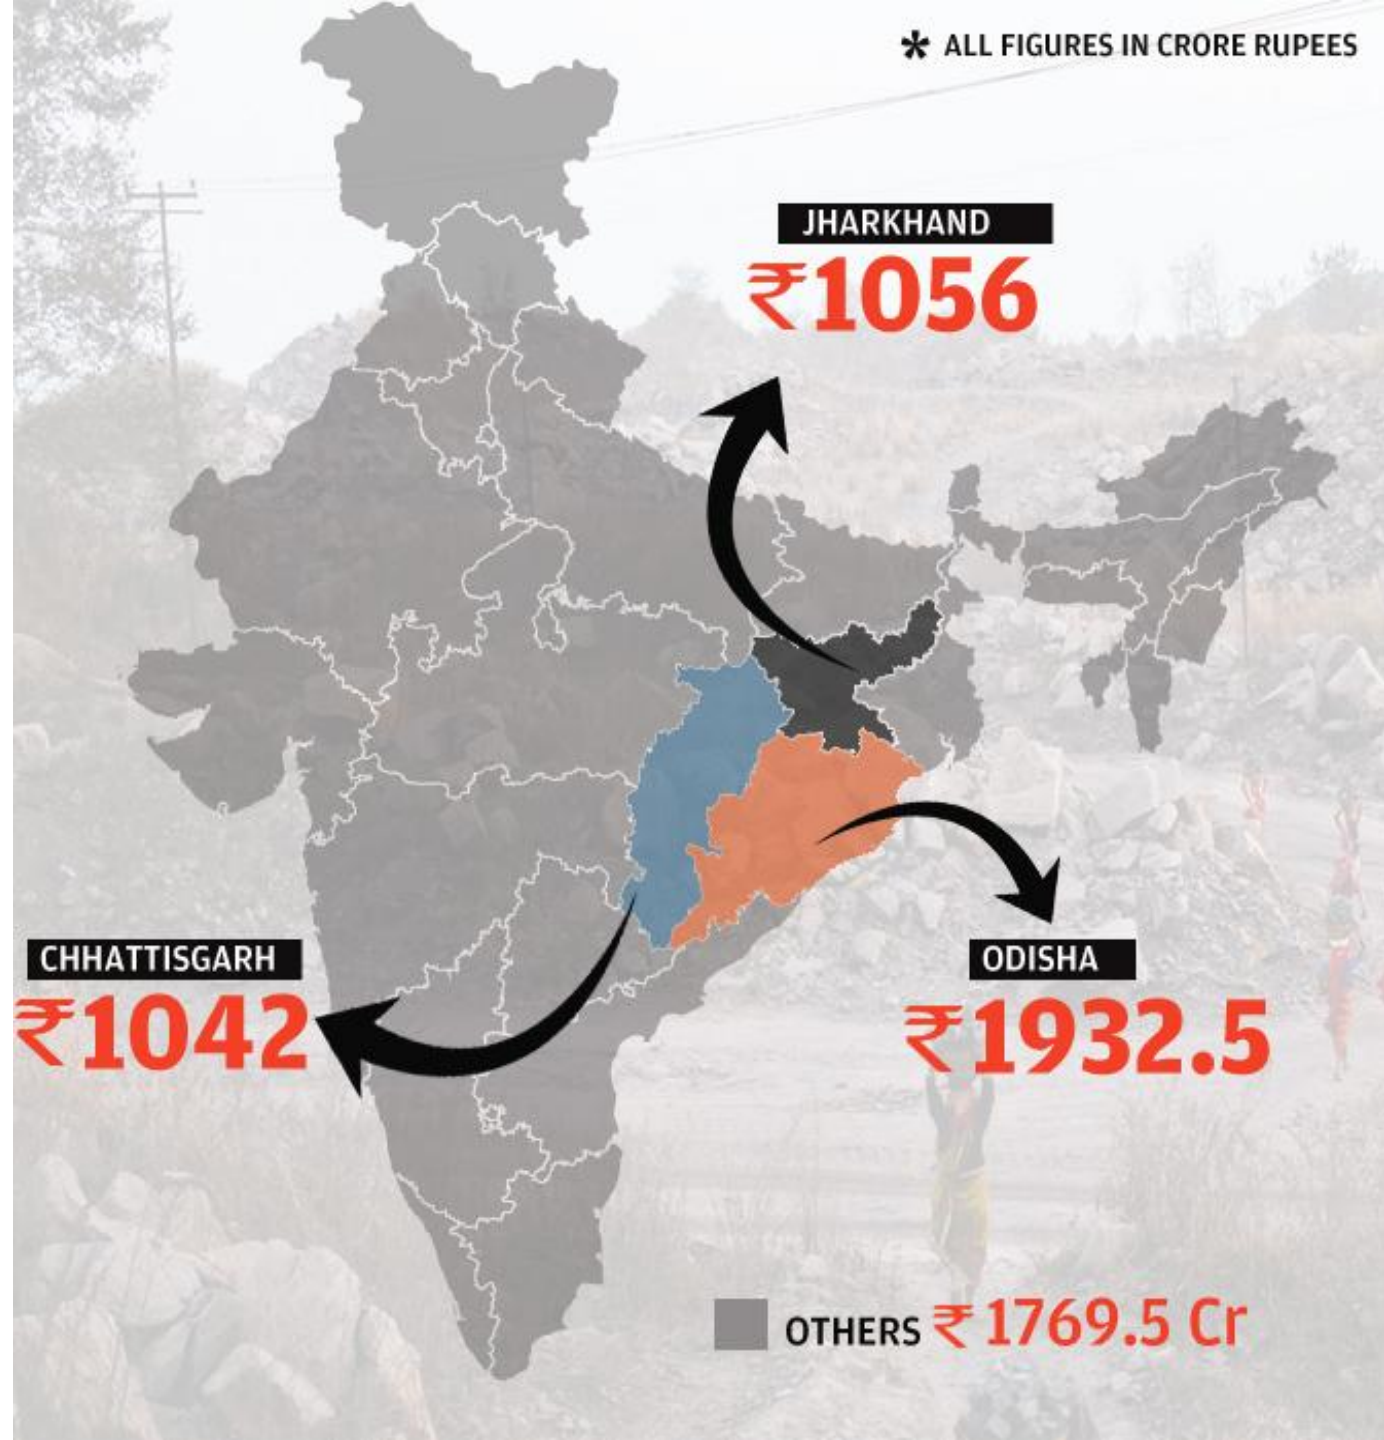 * ALL FIGURES IN CRORE RUPEES
JHARKHAND
₹1056
CHHATTISGARH
₹1042
ODISHA
₹1932.5
OTHERS ₹ 1769.5 Cr